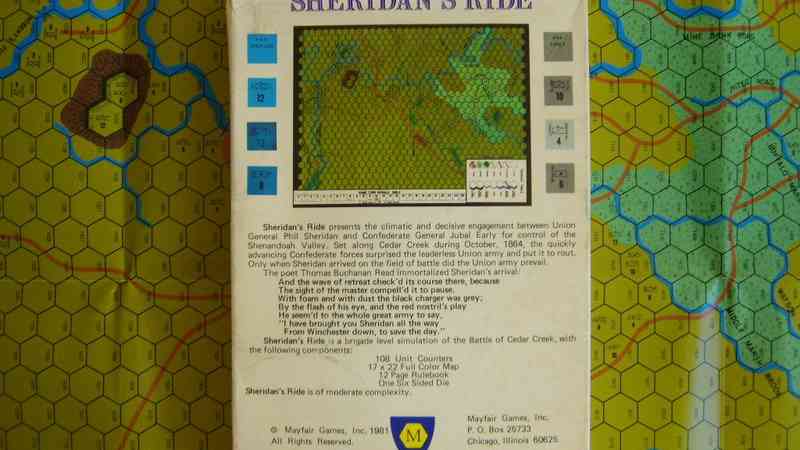 SHERIDAN'S RIDE
12
10
4
8
6
Sheridan's Ride presents the climatic and decisive engagement between Union
General Phil Sheridan and Confederate General Jubal Early for control of the
Shenandoah. Valley. Set along Cedar Creek during October, 1864, the quickly
advancing Confederate forces surprised the leaderless Union army and put it to rout.
Only when Sheridan arrived on the field of battle did the Union army prevail.
The poet Thomas Buchanan Read immortalized Sheridan's arrival:
And the wave of retreat check'd its course there, because
The sight of the master compell'd it to pause.
With foam and with dust the black charger was grey;
By the flash of his eye, and the red nostril's play
He seem'd to the whole great army to say,
"I have brought you Sheridan all the way
From Winchester down, to save the day."
Sheridan's Ride is a brigade level simulation of the Battle of Cedar Creek, with
the following components:
108 Unit Counters
17 x 22 Full Color Map
12 Page Rulebook
One Six Sided Die
Sheridan's Ride is of moderate complexity.
© Mayfair Games, Inc. 1981
All Rights Reserved.
M
Mayfair Games, Inc.
P. O. Box 25733
Chicago, Illinois 60625
MINE BANK ROAD
MIDDLE MARSH BROOK